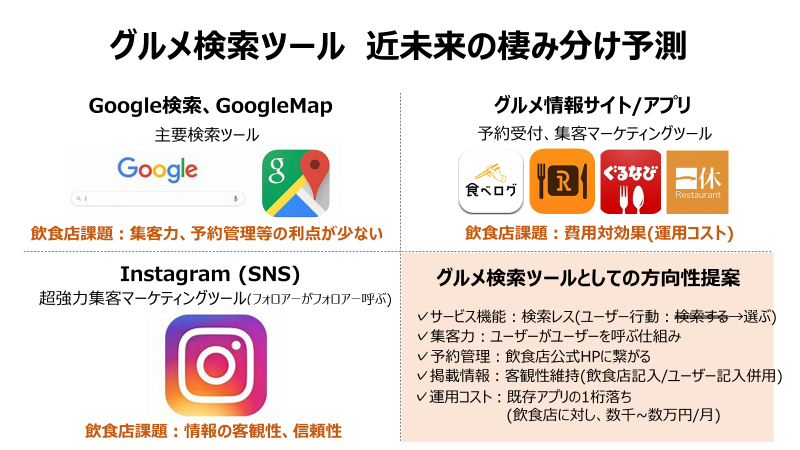 グルメ検索ツール 近未来の棲み分け予測
Google検索、GoogleMap
主要検索ツール
Google
g
飲食店課題：集客力、予約管理等の利点が少ない
グルメ情報サイト/アプリ
予約受付、集客マーケティングツール
食べログ
R
ぐるなび
一休
Restaurant
飲食店課題：費用対効果(運用コスト)
Instagram (SNS)
超強力集客マーケティングツール(フォロアーがフォロアー呼ぶ)
飲食店課題：情報の客観性、信頼性
グルメ検索ツールとしての方向性提案
✓サービス機能：検索レス(ユーザー行動：検索する→選ぶ)
✓集客力：ユーザーがユーザーを呼ぶ仕組み
✓予約管理：飲食店公式HPに繋がる
✓掲載情報：客観性維持(飲食店記入/ユーザー記入併用)
✓運用コスト：既存アプリの1桁落ち
(飲食店に対し、数千~数万円/月)